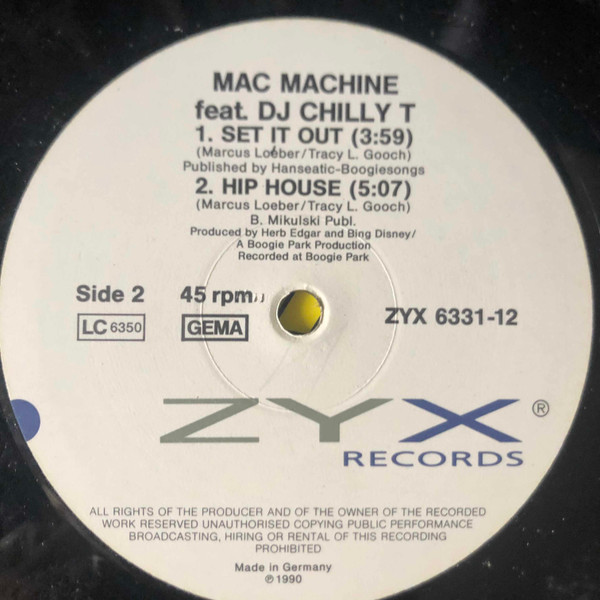 MAC MACHINE
feat. DJ CHILLY T
1. SET IT OUT (3:59)
(Marcus Loeber/Tracy L. Gooch)
Published by Hanseatic-Boogiesongs
2. HIP HOUSE (5:07)
(Marcus Loeber/Tracy L. Gooch)
B. Mikulski Publ.
Produced by Herb Edgar and Bing Disney/
A Boogie Park Production
Recorded at Boogie Park
Side 2 45 rpm ZYX 6331-12
LC 6350 GEMA
ZYX ®
RECORDS
ALL RIGHTS OF THE PRODUCER AND OF THE OWNER OF THE RECORDED
WORK RESERVED UNAUTHORISED COPYING PUBLIC PERFORMANCE
BROADCASTING, HIRING OR RENTAL OF THIS RECORDING
PROHIBITED
Made in Germany
℗ 1990